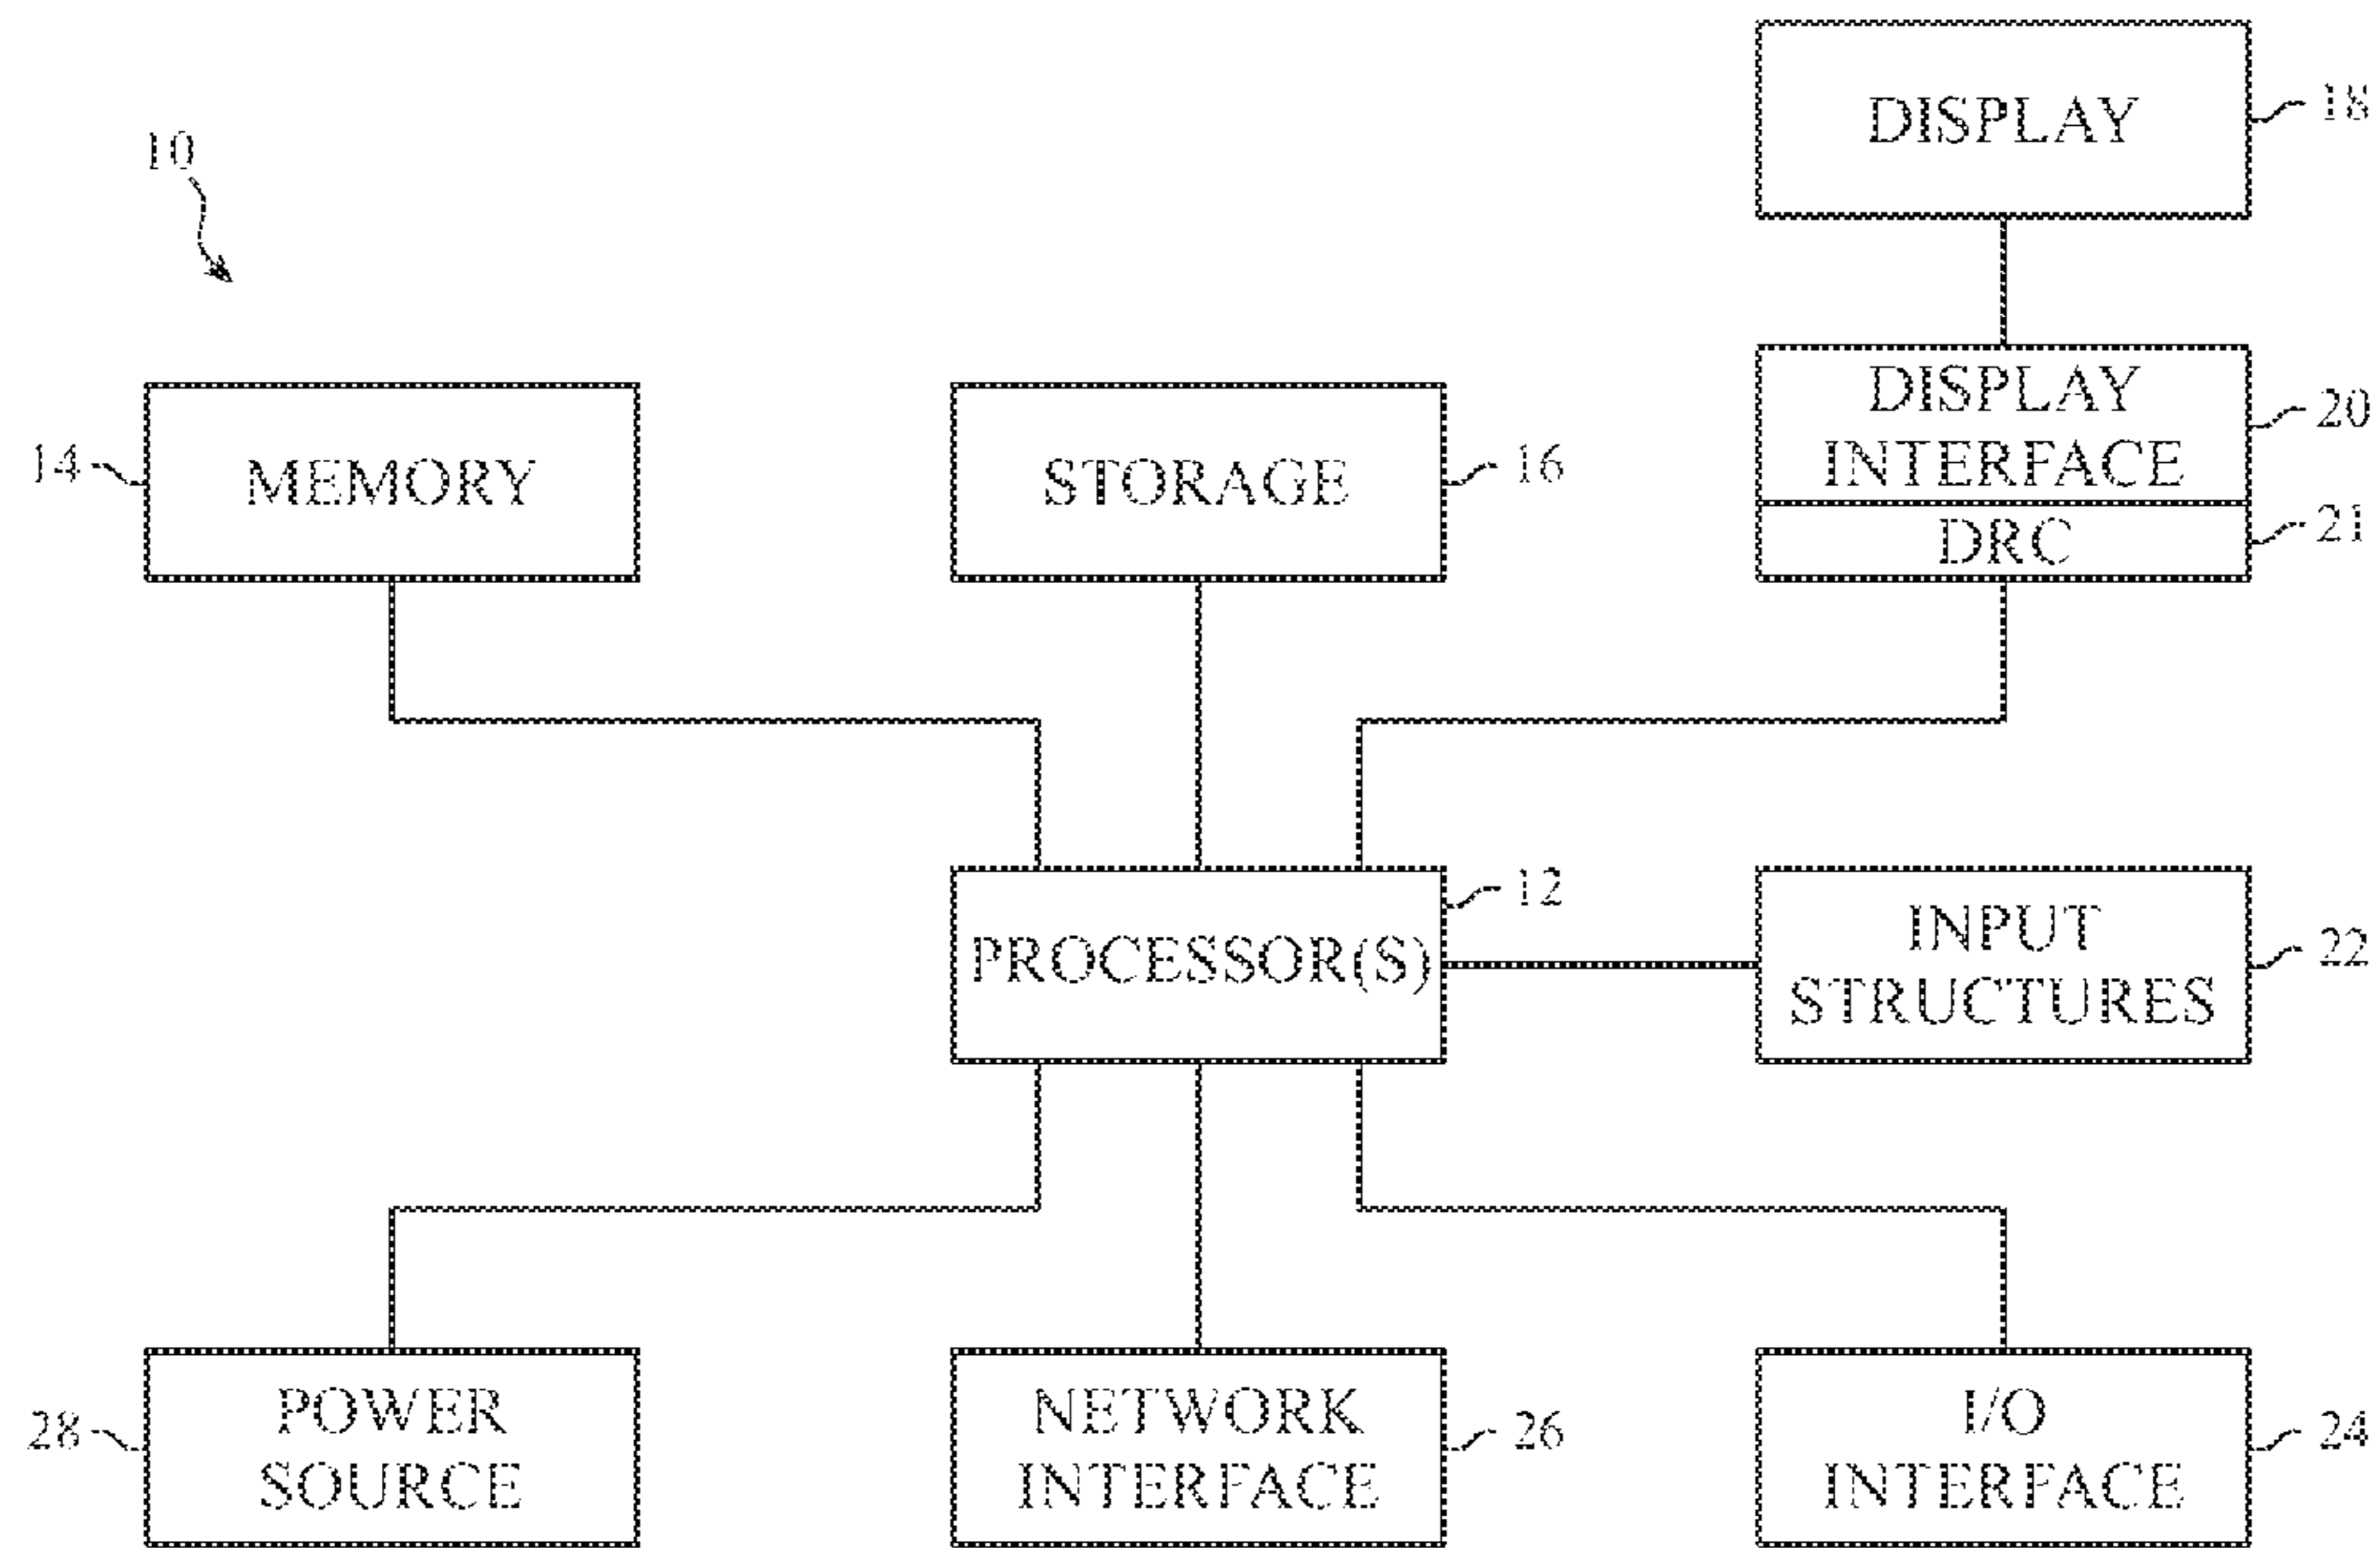 DISPLAY
18
10
DISPLAY
INTERFACE
20
DRC
21
14
MEMORY
STORAGE
16
PROCESSOR(S)
12
INPUT
STRUCTURES
22
28
POWER
SOURCE
NETWORK
INTERFACE
26
I/O
INTERFACE
24